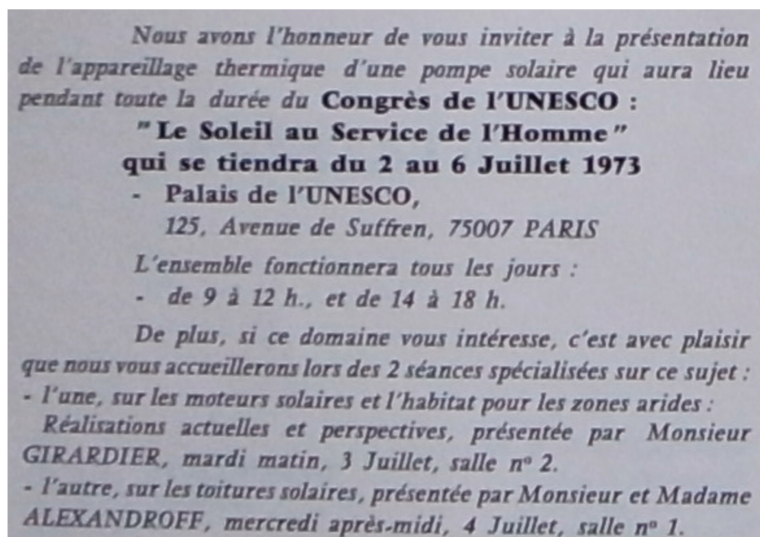 Nous avons l'honneur de vous inviter à la présentation
de l'appareillage thermique d'une pompe solaire qui aura lieu
pendant toute la durée du Congrès de l'UNESCO :
"Le Soleil au Service de l'Homme"
qui se tiendra du 2 au 6 Juillet 1973
- Palais de l'UNESCO,
125, Avenue de Suffren, 75007 PARIS
L'ensemble fonctionnera tous les jours :
- de 9 à 12 h., et de 14 à 18 h.
De plus, si ce domaine vous intéresse, c'est avec plaisir
que nous vous accueillerons lors des 2 séances spécialisées sur ce sujet :
- l'une, sur les moteurs solaires et l'habitat pour les zones arides :
Réalisations actuelles et perspectives, présentée par Monsieur
GIRARDIER, mardi matin, 3 Juillet, salle nº 2.
- l'autre, sur les toitures solaires, présentée par Monsieur et Madame
ALEXANDROFF, mercredi après-midi, 4 Juillet, salle nº 1.